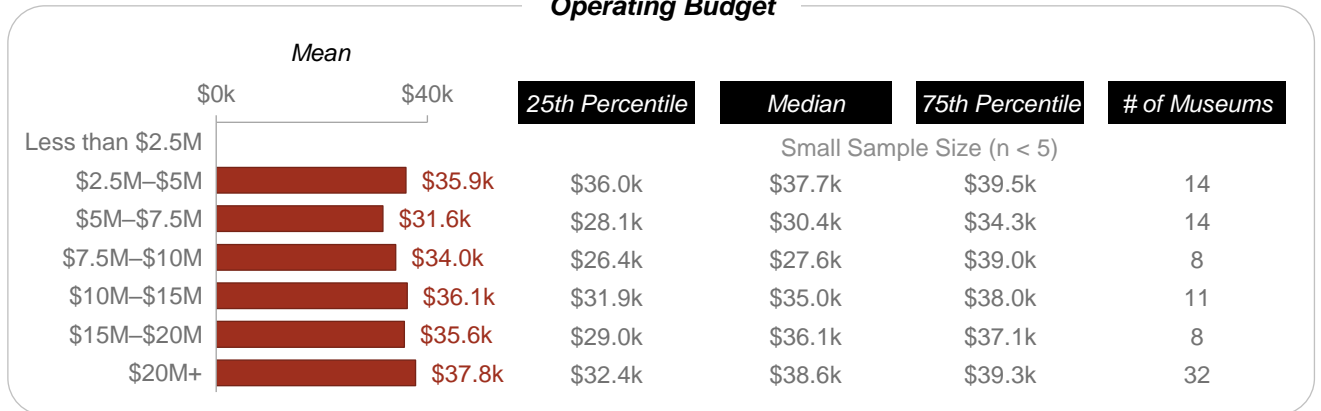 Operating Budget
Mean
$0k $40k 25th Percentile Median 75th Percentile # of Museums
Less than $2.5M Small Sample Size (n < 5)
$2.5M–$5M $35.9k $36.0k $37.7k $39.5k 14
$5M–$7.5M $31.6k $28.1k $30.4k $34.3k 14
$7.5M–$10M $34.0k $26.4k $27.6k $39.0k 8
$10M–$15M $36.1k $31.9k $35.0k $38.0k 11
$15M–$20M $35.6k $29.0k $36.1k $37.1k 8
$20M+ $37.8k $32.4k $38.6k $39.3k 32